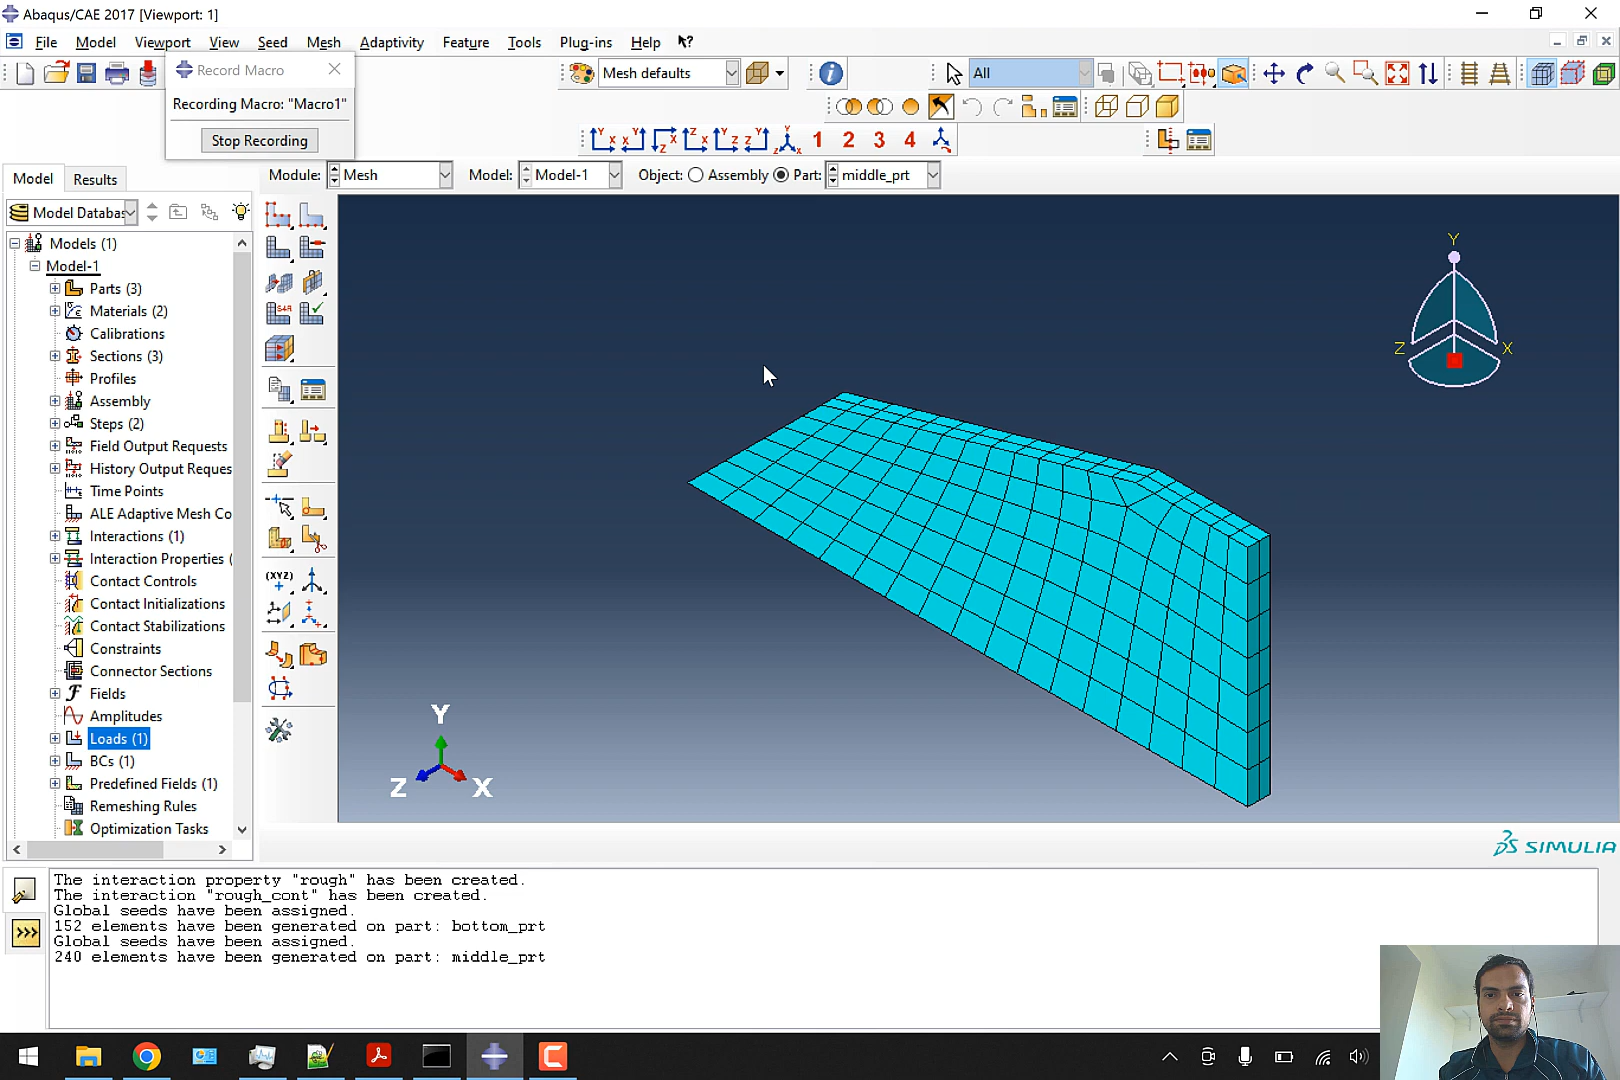 Abaqus/CAE 2017 [Viewport: 1]
File Model Viewport View Seed Mesh Adaptivity Feature Tools Plug-ins Help
Record Macro
Recording Macro: "Macro1"
Stop Recording
Mesh defaults
All
1 2 3 4
Model Results
Module: Mesh Model: Model-1 Object: Assembly Part: middle_prt
Model Databas
Models (1)
Model-1
Parts (3)
Materials (2)
Calibrations
Sections (3)
Profiles
Assembly
Steps (2)
Field Output Requests
History Output Reques
Time Points
ALE Adaptive Mesh Co
Interactions (1)
Interaction Properties (
Contact Controls
Contact Initializations
Contact Stabilizations
Constraints
Connector Sections
Fields
Amplitudes
Loads (1)
BCs (1)
Predefined Fields (1)
Remeshing Rules
Optimization Tasks
(XYZ)
Y
Z X
Y
Z X
SIMULIA
The interaction property "rough" has been created.
The interaction "rough_cont" has been created.
Global seeds have been assigned.
152 elements have been generated on part: bottom_prt
Global seeds have been assigned.
240 elements have been generated on part: middle_prt
>>>